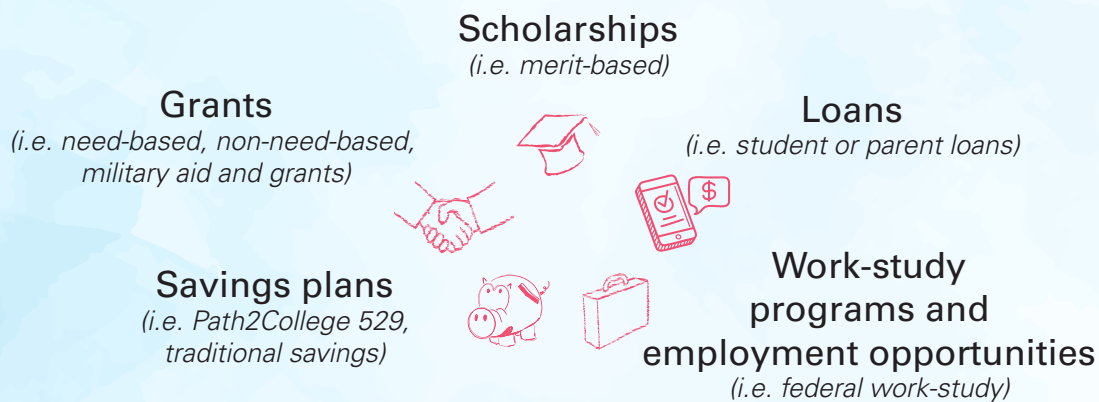 Scholarships
(i.e. merit-based)
Grants
(i.e. need-based, non-need-based,
military aid and grants)
Loans
(i.e. student or parent loans)
$
Savings plans
(i.e. Path2College 529,
traditional savings)
Work-study
programs and
employment opportunities
(i.e. federal work-study)